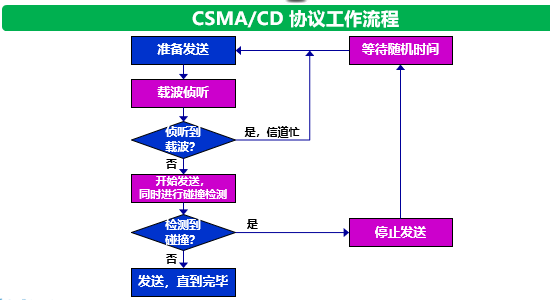 CSMA/CD 协议工作流程
准备发送
等待随机时间
载波侦听
侦听到
载波?
是，信道忙
否
开始发送，
同时进行碰撞检测
检测到
碰撞?
是
停止发送
否
发送，直到完毕